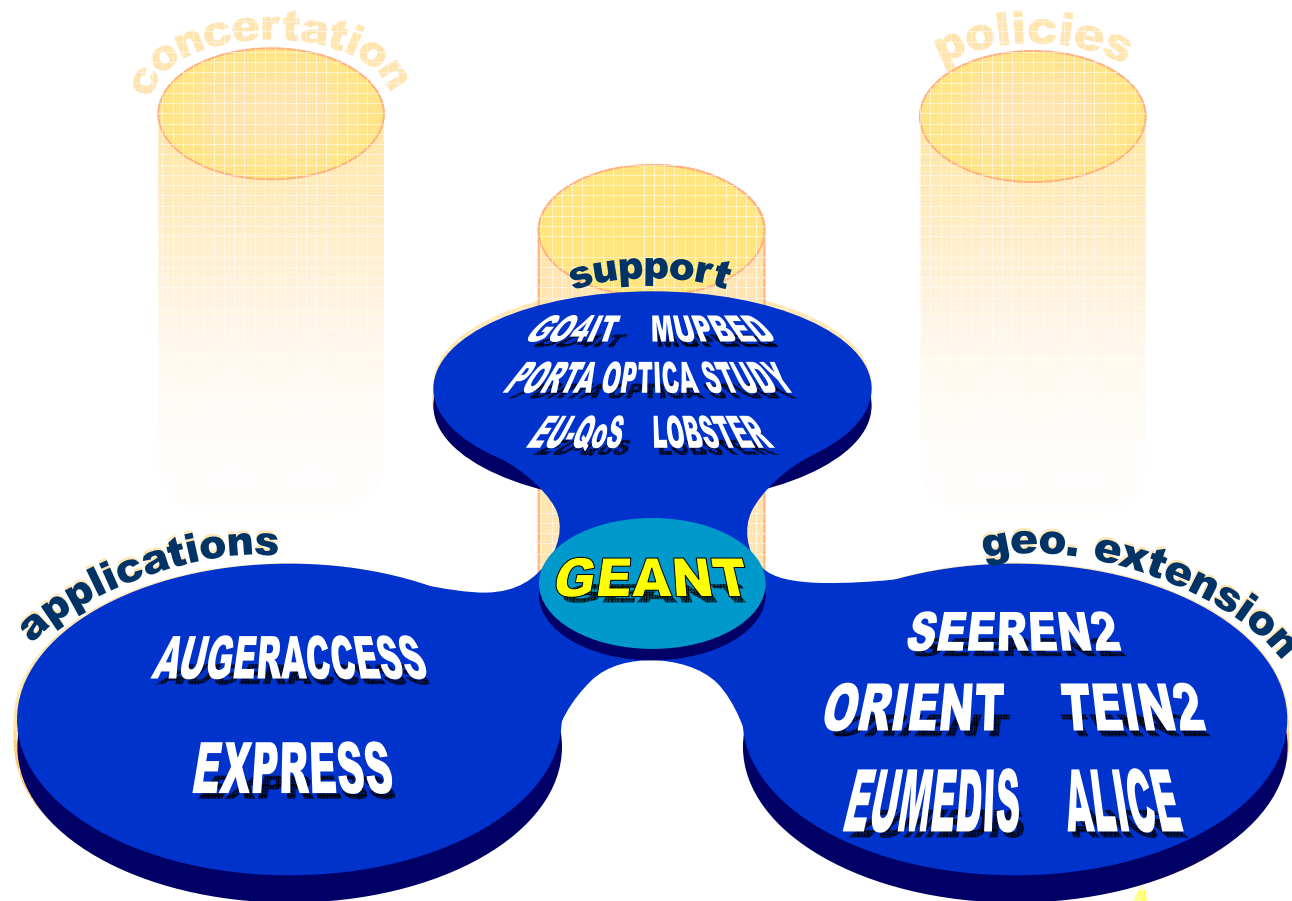 concertation
policies
support
GO4IT MUPBED
PORTA OPTICA STUDY
EU-QoS LOBSTER
GEANT
applications
AUGERACCESS
EXPRESS
geo. extension
SEEREN2
ORIENT TEIN2
EUMEDIS ALICE